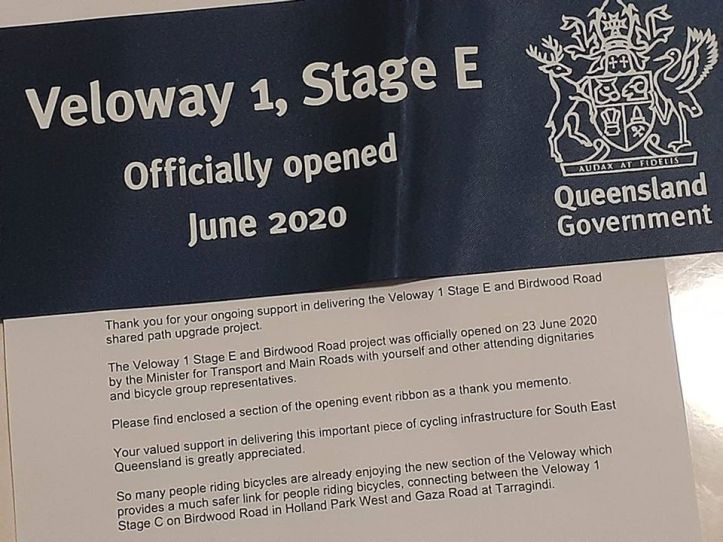 Veloway 1, Stage E
Officially opened
June 2020
AUDAX AT FIDELIS
Queensland
Government
Thank you for your ongoing support in delivering the Veloway 1 Stage E and Birdwood Road
shared path upgrade project.
The Veloway 1 Stage E and Birdwood Road project was officially opened on 23 June 2020
by the Minister for Transport and Main Roads with yourself and other attending dignitaries
and bicycle group representatives.
Please find enclosed a section of the opening event ribbon as a thank you memento.
Your valued support in delivering this important piece of cycling infrastructure for South East
Queensland is greatly appreciated.
So many people riding bicycles are already enjoying the new section of the Veloway which
provides a much safer link for people riding bicycles, connecting between the Veloway 1
Stage C on Birdwood Road in Holland Park West and Gaza Road at Tarragindi.